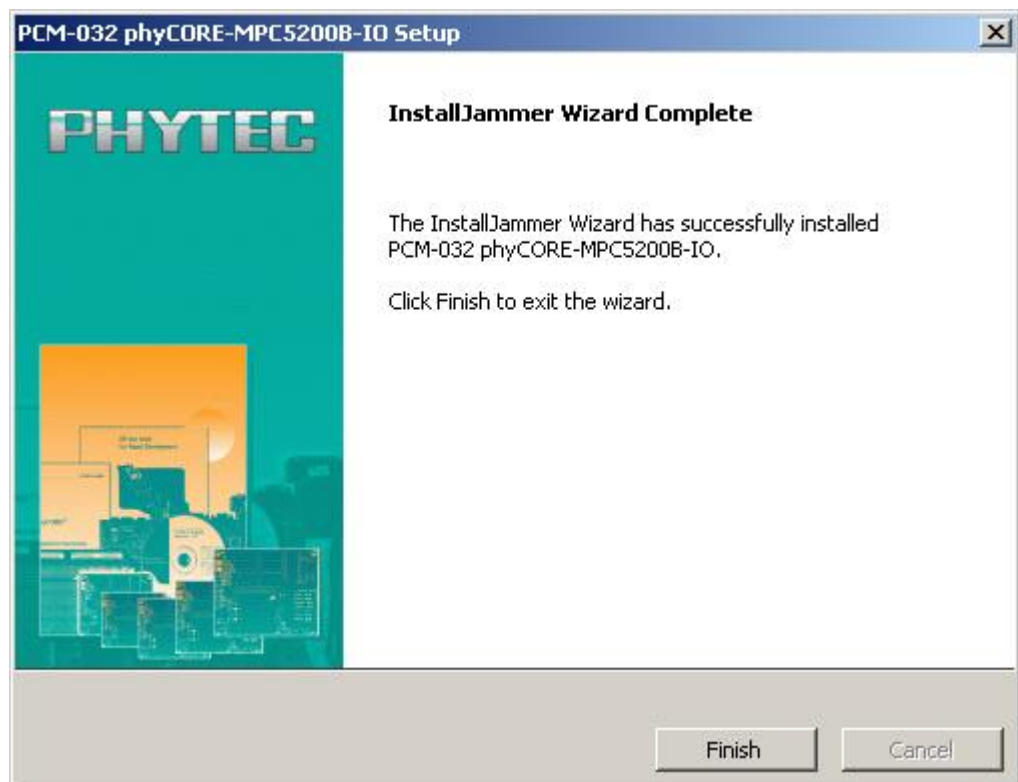 PCM-032 phyCORE-MPC5200B-IO Setup
PHYTEC
InstallJammer Wizard Complete
The InstallJammer Wizard has successfully installed
PCM-032 phyCORE-MPC5200B-IO.
Click Finish to exit the wizard.
Finish
Cancel